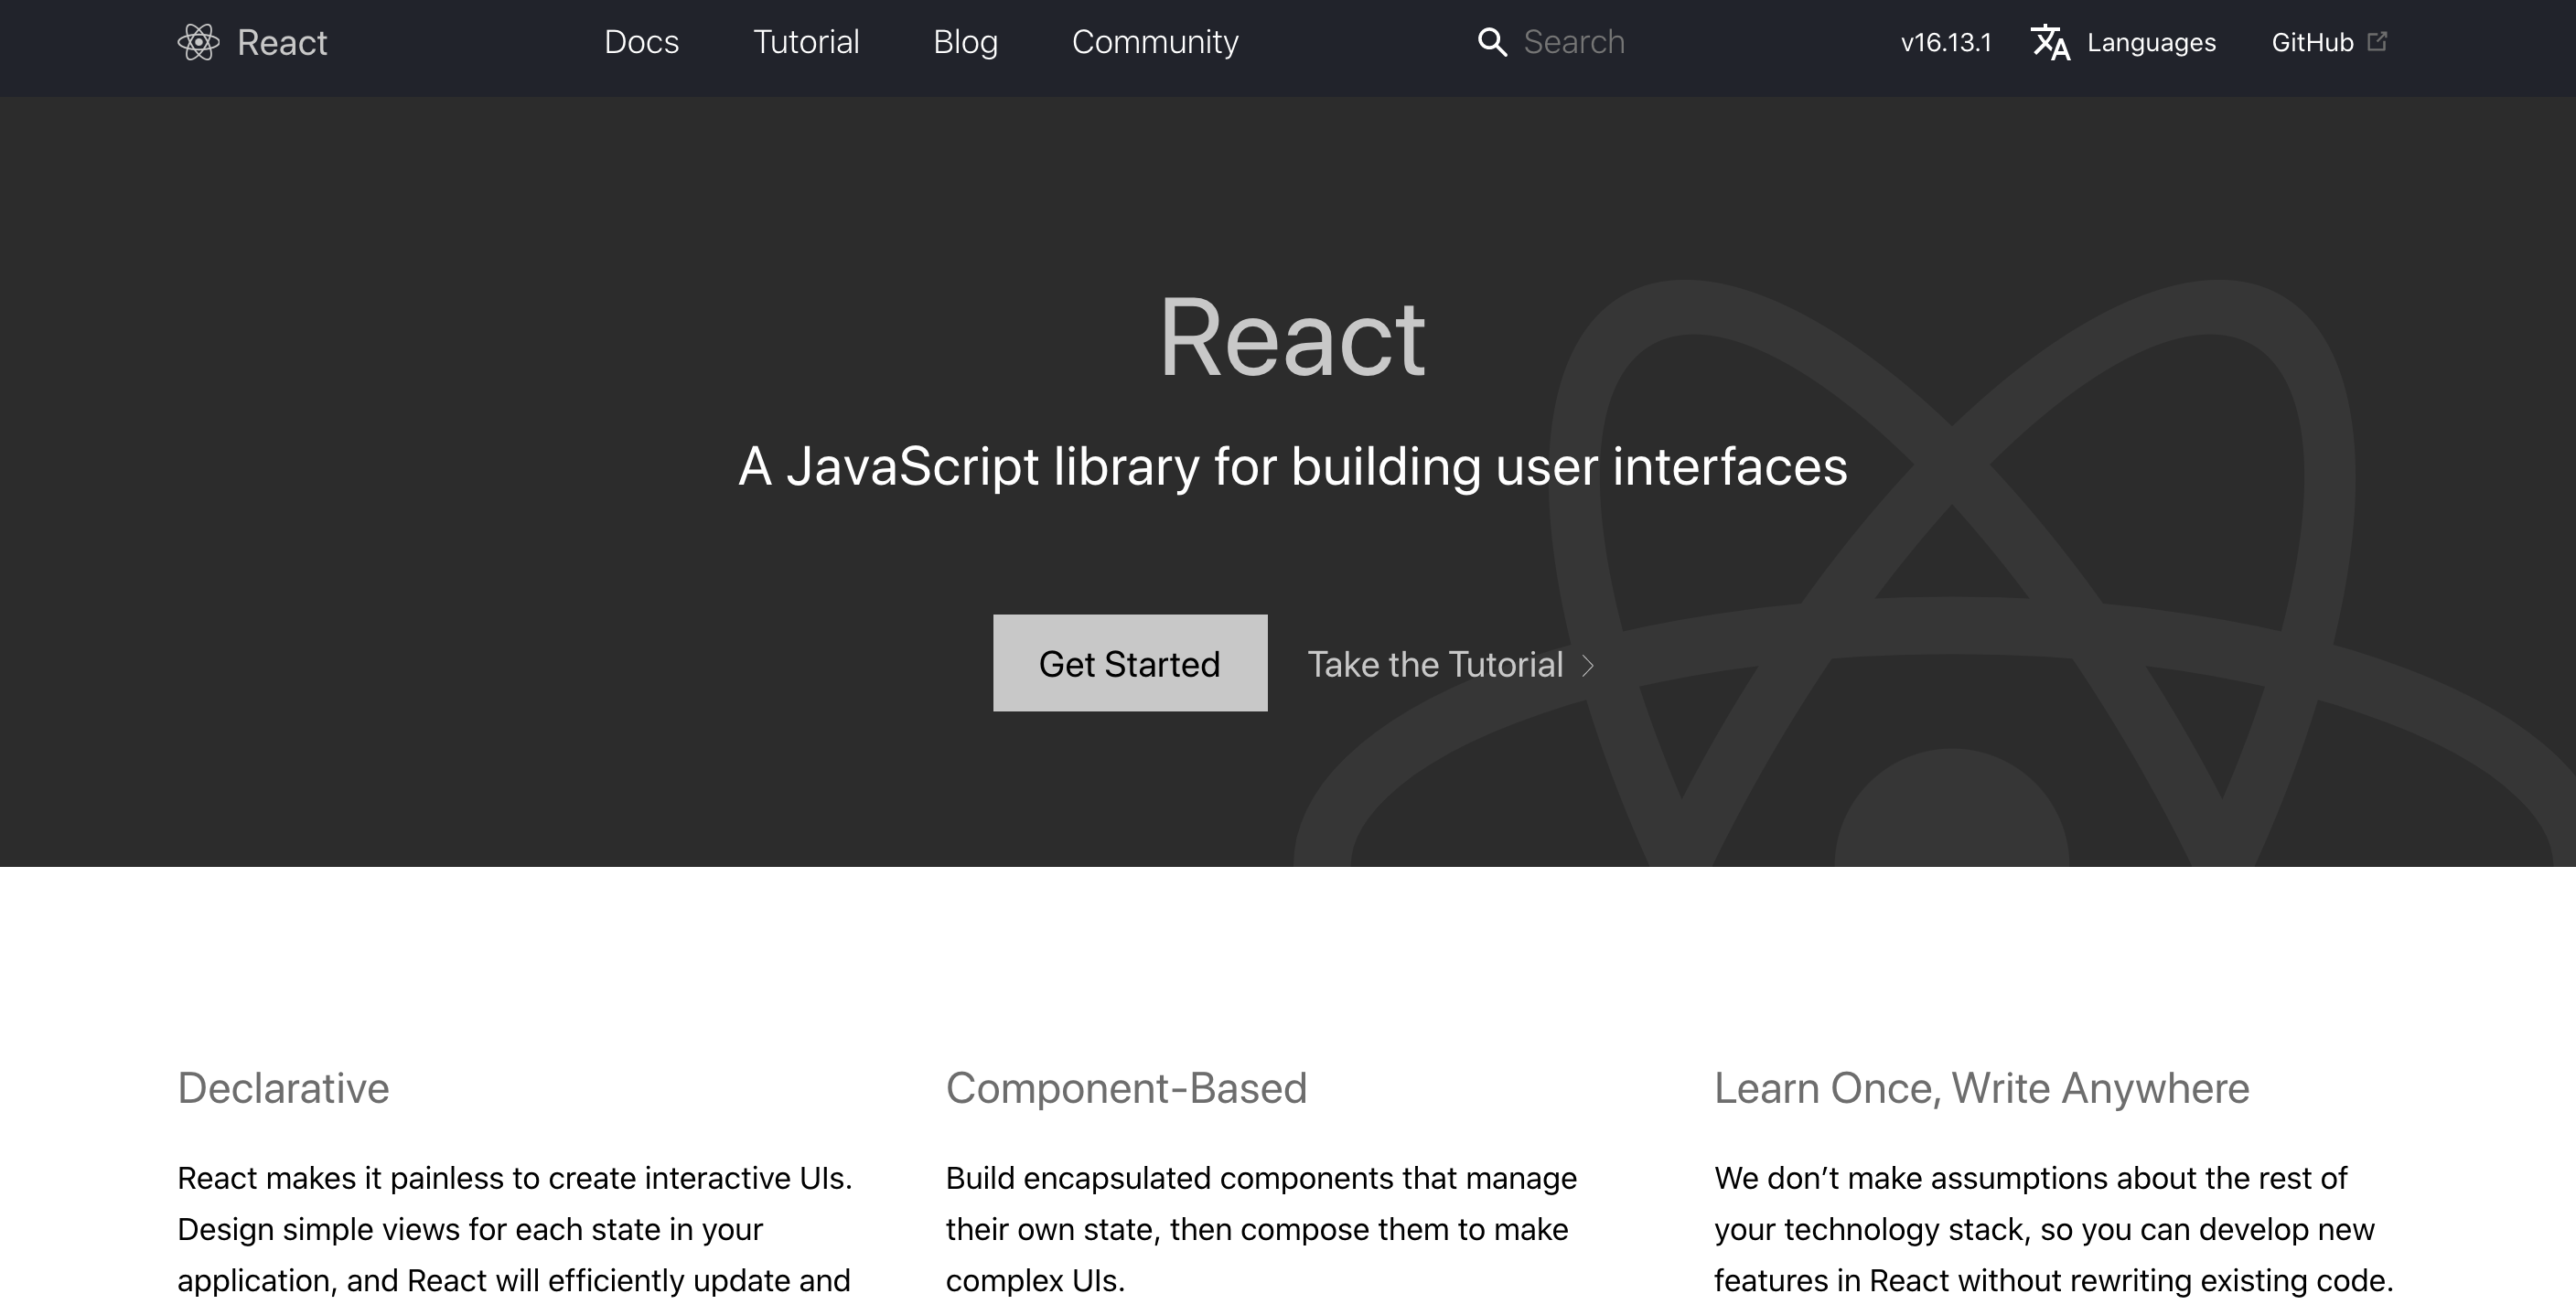 React
Docs
Tutorial
Blog
Community
Search
v16.13.1
Languages
GitHub
React
A JavaScript library for building user interfaces
Get Started
Take the Tutorial
Declarative
React makes it painless to create interactive UIs.
Design simple views for each state in your
application, and React will efficiently update and
Component-Based
Build encapsulated components that manage
their own state, then compose them to make
complex UIs.
Learn Once, Write Anywhere
We don’t make assumptions about the rest of
your technology stack, so you can develop new
features in React without rewriting existing code.